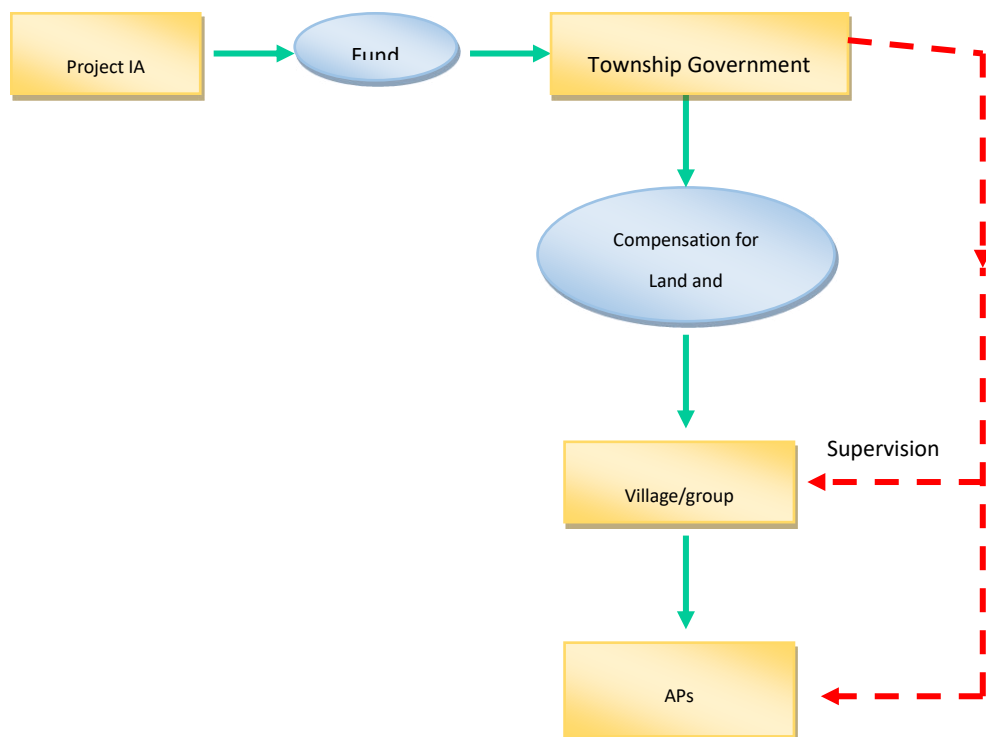 Project IA
Fund
Township Government
Compensation for
Land and
Supervision
Village/group
APs